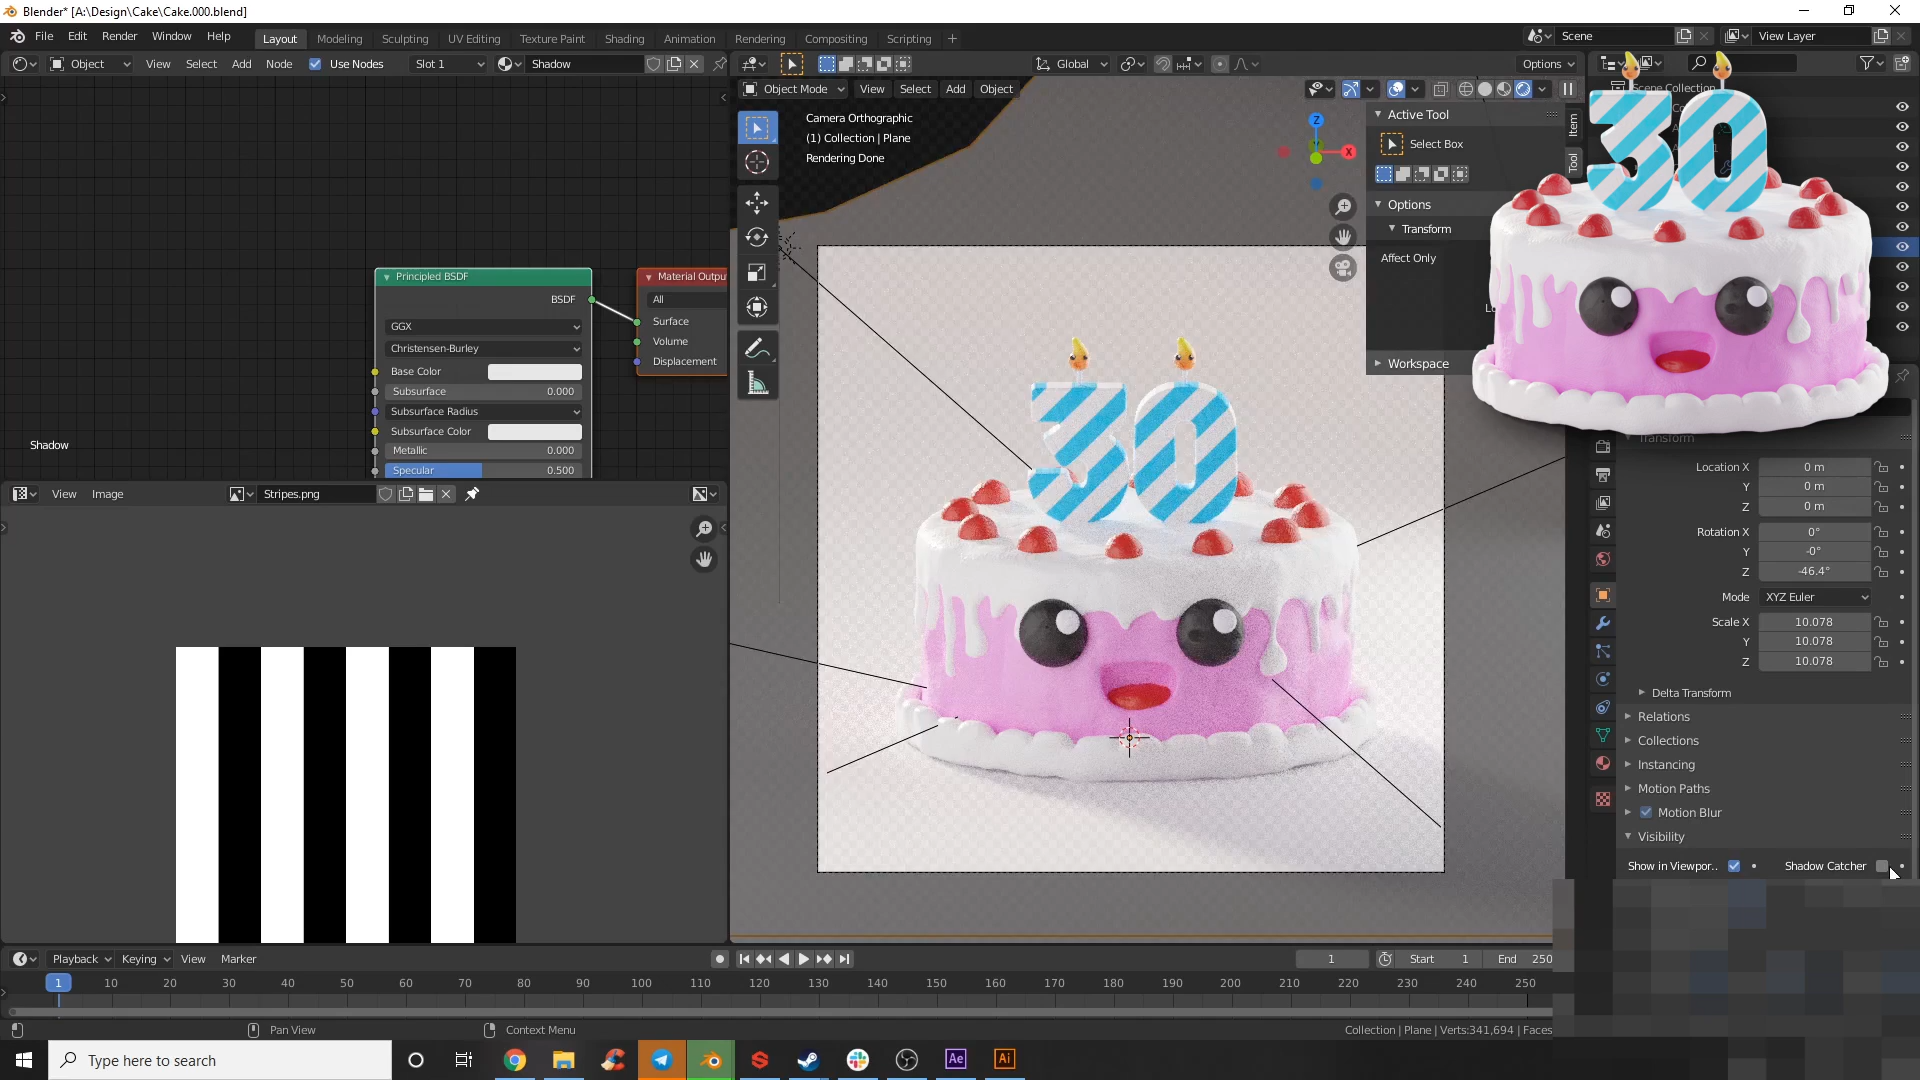 Blender* [A:\Design\Cake\Cake.000.blend]
File Edit Render Window Help Layout Modeling Sculpting UV Editing Texture Paint Shading Animation Rendering Compositing Scripting + Scene View Layer
Object View Select Add Node Use Nodes Slot 1 Shadow Global Options
Object Mode View Select Add Object
Scene Collection
Camera Orthographic
(1) Collection | Plane
Rendering Done
Z
X
Active Tool
Select Box
Options
Transform
Affect Only
Workspace
Item
Tool
30
Principled BSDF
BSDF
GGX
Christensen-Burley
Base Color
Subsurface 0.000
Subsurface Radius
Subsurface Color
Metallic 0.000
Specular 0.500
Material Outpu
All
Surface
Volume
Displacement
Shadow
View Image Stripes.png
30
Transform
Location X 0 m
Y 0 m
Z 0 m
Rotation X 0°
Y -0°
Z -46.4°
Mode XYZ Euler
Scale X 10.078
Y 10.078
Z 10.078
Delta Transform
Relations
Collections
Instancing
Motion Paths
Motion Blur
Visibility
Show in Viewpor.. Shadow Catcher
Playback Keying View Marker 1 Start 1 End 250
1 10 20 30 40 50 60 70 80 90 100 110 120 130 140 150 160 170 180 190 200 210 220 230 240 250
Pan View Context Menu Collection | Plane | Verts:341,694 | Faces
Type here to search
Ae
Ai